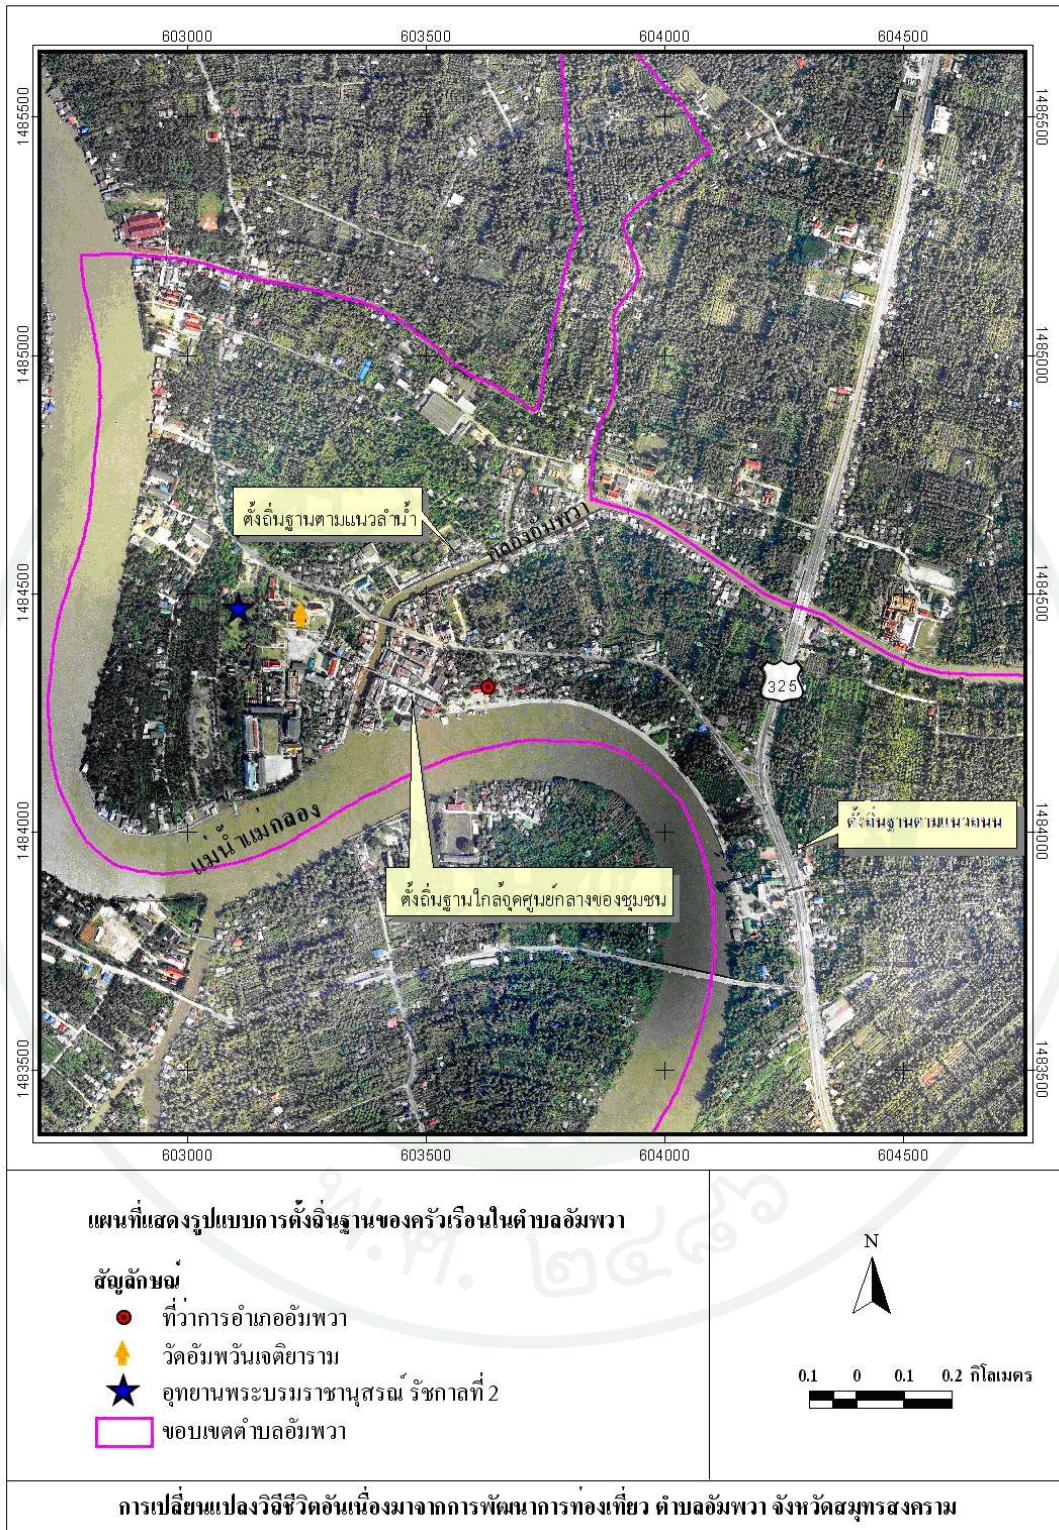 603000 603500 604000 604500
1485500 1485500
1485000 1485000
ตั้งถิ่นฐานตามแนวลำน้ำ
คลองอัมพวา
1484500 1484500
325
แม่น้ำแม่กลอง
ตั้งถิ่นฐานตามแนวถนน
1484000 1484000
ตั้งถิ่นฐานใกล้จุดศูนย์กลางของชุมชน
1483500 1483500
603000 603500 604000 604500
แผนที่แสดงรูปแบบการตั้งถิ่นฐานของครัวเรือนในตำบลอัมพวา
สัญลักษณ์
ที่ว่าการอำเภออัมพวา
วัดอัมพวันเจติยาราม
อุทยานพระบรมราชานุสรณ์ รัชกาลที่ 2
ขอบเขตตำบลอัมพวา
N
0.1 0 0.1 0.2 กิโลเมตร
พ.ศ. ๒๔๘๖
การเปลี่ยนแปลงวิถีชีวิตอันเนื่องมาจากการพัฒนาการท่องเที่ยว ตำบลอัมพวา จังหวัดสมุทรสงคราม